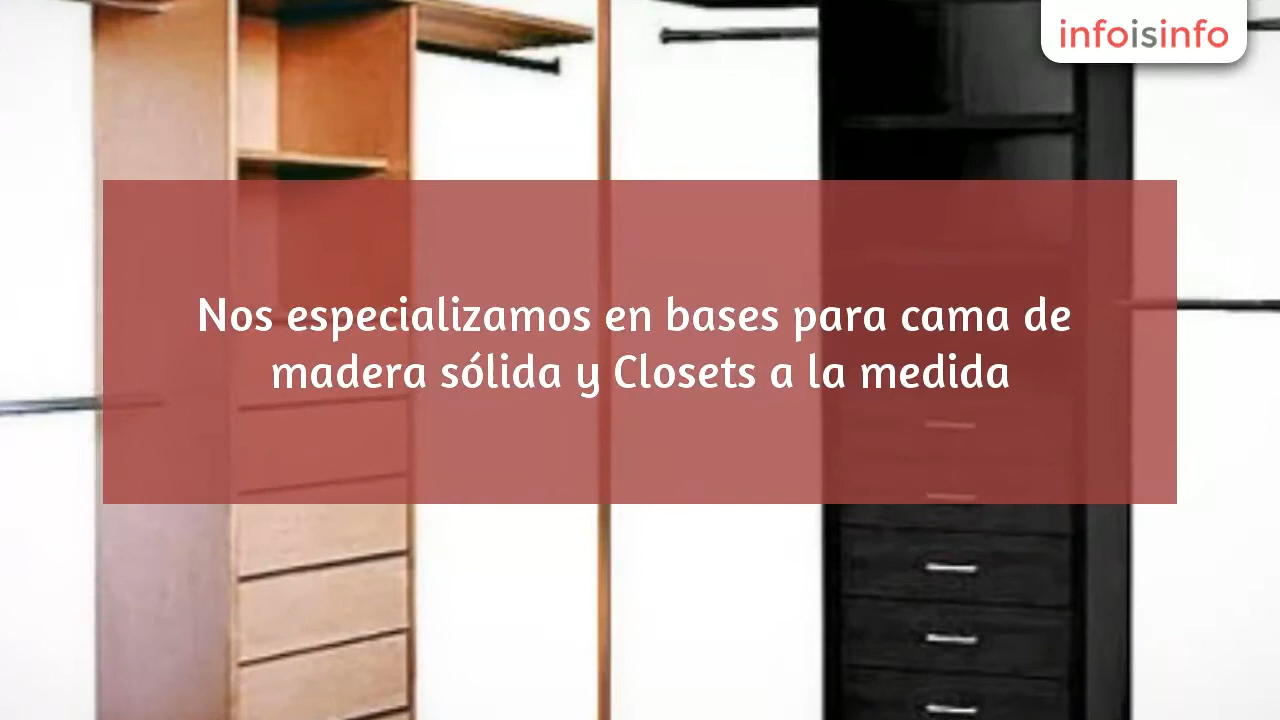 infoisinfo
Nos especializamos en bases para cama de
madera sólida y Closets a la medida